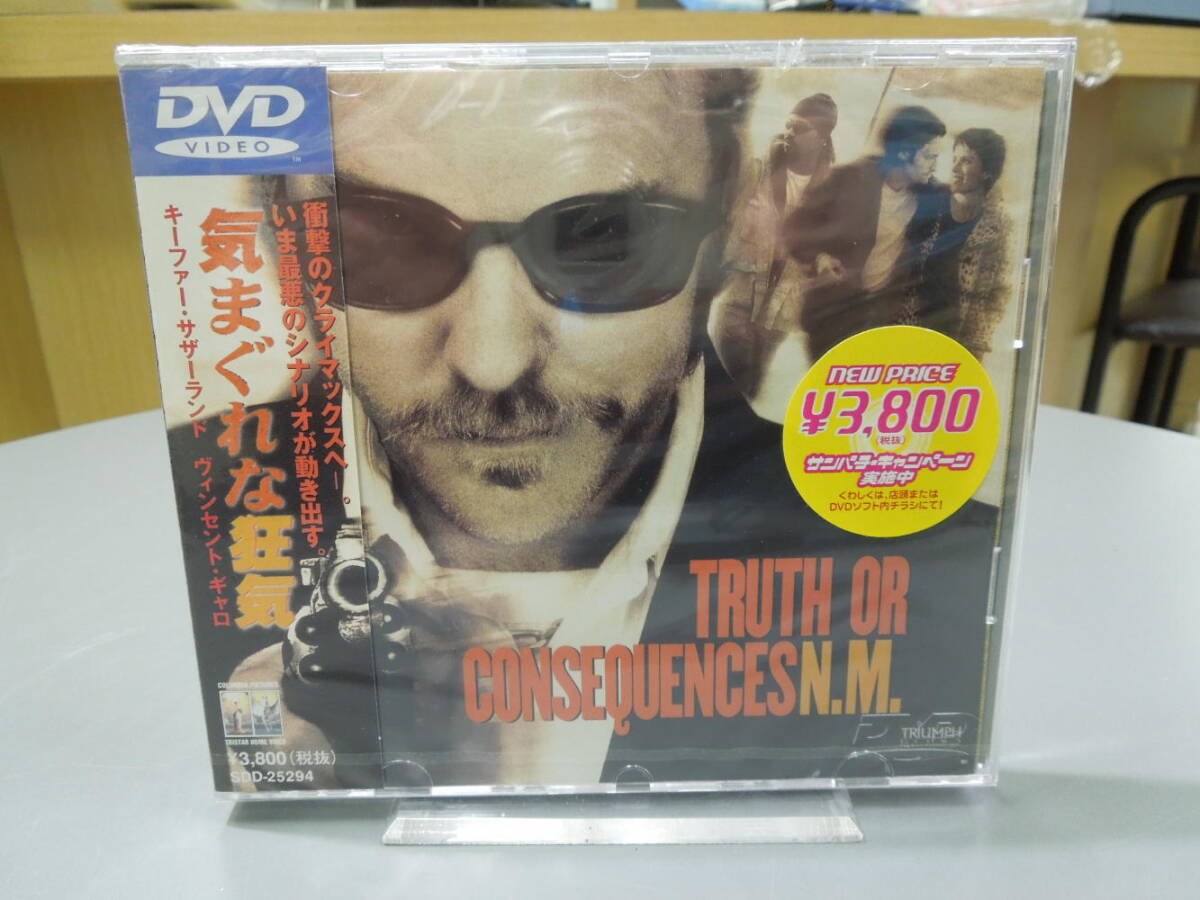 DVD
VIDEO
TM
衝撃のクライマックスへ―。
いま最悪のシナリオが動き出す。
気まぐれな狂気
キーファー・サザーランド ヴィンセント・ギャロ
COLUMBIA PICTURES
TRISTAR HOME VIDEO
¥3,800(税抜)
SDD-25294
NEW PRICE
¥3,800
(税抜)
サンパラ・キャンペーン
実施中
くわしくは、店頭または
DVDソフト内チラシにて!
TRUTH OR
CONSEQUENCES N.M.
TRIUMPH